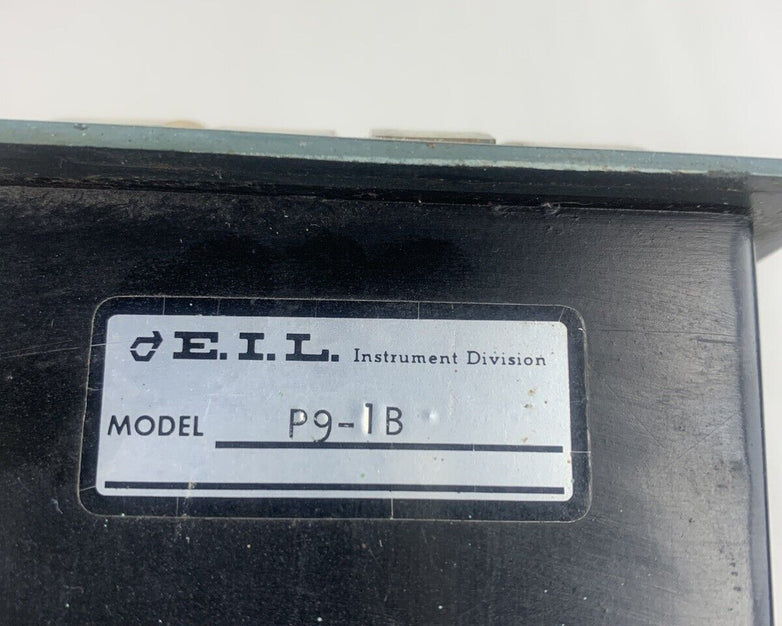 E.I.L. Instrument Division
MODEL P9-1B